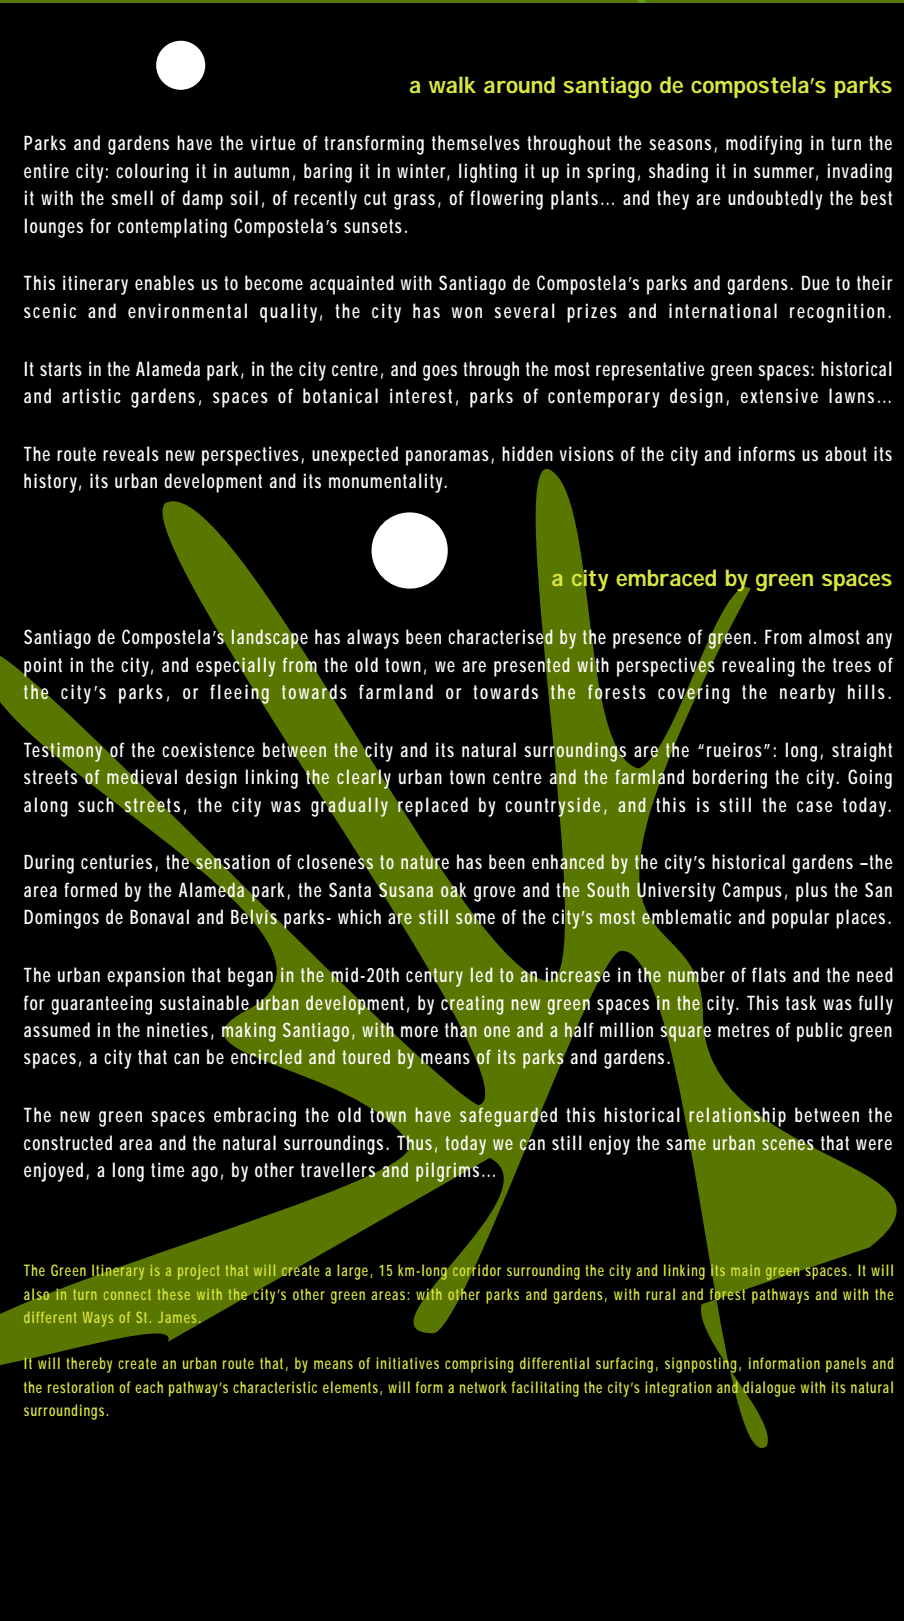 a walk around santiago de compostela's parks
Parks and gardens have the virtue of transforming themselves throughout the seasons, modifying in turn the
entire city: colouring it in autumn, baring it in winter, lighting it up in spring, shading it in summer, invading
it with the smell of damp soil, of recently cut grass, of flowering plants... and they are undoubtedly the best
lounges for contemplating Compostela's sunsets.
This itinerary enables us to become acquainted with Santiago de Compostela's parks and gardens. Due to their
scenic and environmental quality, the city has won several prizes and international recognition.
It starts in the Alameda park, in the city centre, and goes through the most representative green spaces: historical
and artistic gardens, spaces of botanical interest, parks of contemporary design, extensive lawns...
The route reveals new perspectives, unexpected panoramas, hidden visions of the city and informs us about its
history, its urban development and its monumentality.
a city embraced by green spaces
Santiago de Compostela's landscape has always been characterised by the presence of green. From almost any
point in the city, and especially from the old town, we are presented with perspectives revealing the trees of
the city's parks, or fleeing towards farmland or towards the forests covering the nearby hills.
Testimony of the coexistence between the city and its natural surroundings are the “rueiros”: long, straight
streets of medieval design linking the clearly urban town centre and the farmland bordering the city. Going
along such streets, the city was gradually replaced by countryside, and this is still the case today.
During centuries, the sensation of closeness to nature has been enhanced by the city's historical gardens –the
area formed by the Alameda park, the Santa Susana oak grove and the South University Campus, plus the San
Domingos de Bonaval and Belvís parks- which are still some of the city's most emblematic and popular places.
The urban expansion that began in the mid-20th century led to an increase in the number of flats and the need
for guaranteeing sustainable urban development, by creating new green spaces in the city. This task was fully
assumed in the nineties, making Santiago, with more than one and a half million square metres of public green
spaces, a city that can be encircled and toured by means of its parks and gardens.
The new green spaces embracing the old town have safeguarded this historical relationship between the
constructed area and the natural surroundings. Thus, today we can still enjoy the same urban scenes that were
enjoyed, a long time ago, by other travellers and pilgrims...
The Green Itinerary is a project that will create a large, 15 km-long corridor surrounding the city and linking its main green spaces. It will
also in turn connect these with the city's other green areas: with other parks and gardens, with rural and forest pathways and with the
different Ways of St. James.
It will thereby create an urban route that, by means of initiatives comprising differential surfacing, signposting, information panels and
the restoration of each pathway's characteristic elements, will form a network facilitating the city's integration and dialogue with its natural
surroundings.